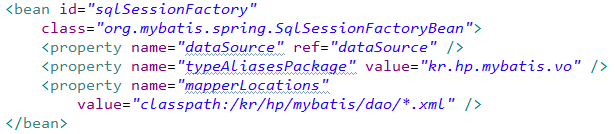 <bean id="sqlSessionFactory"
class="org.mybatis.spring.SqlSessionFactoryBean">
<property name="dataSource" ref="dataSource" />
<property name="typeAliasesPackage" value="kr.hp.mybatis.vo" />
<property name="mapperLocations"
value="classpath:/kr/hp/mybatis/dao/*.xml" />
</bean>